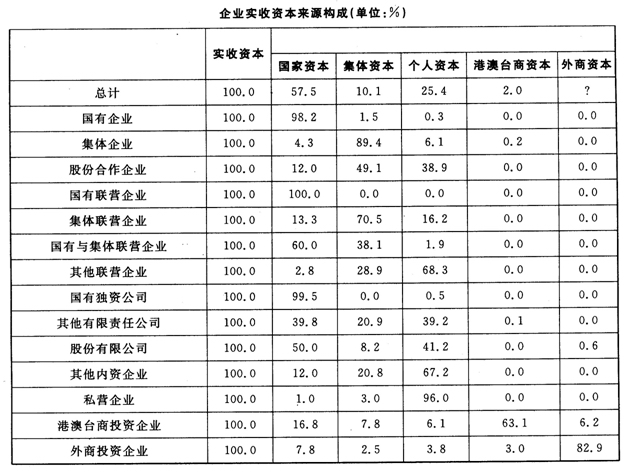 企业实收资本来源构成(单位:%)
实收资本
国家资本 集体资本 个人资本 港澳台商资本 外商资本
总计 100.0 57.5 10.1 25.4 2.0 ?
国有企业 100.0 98.2 1.5 0.3 0.0 0.0
集体企业 100.0 4.3 89.4 6.1 0.2 0.0
股份合作企业 100.0 12.0 49.1 38.9 0.0 0.0
国有联营企业 100.0 100.0 0.0 0.0 0.0 0.0
集体联营企业 100.0 13.3 70.5 16.2 0.0 0.0
国有与集体联营企业 100.0 60.0 38.1 1.9 0.0 0.0
其他联营企业 100.0 2.8 28.9 68.3 0.0 0.0
国有独资公司 100.0 99.5 0.0 0.5 0.0 0.0
其他有限责任公司 100.0 39.8 20.9 39.2 0.1 0.0
股份有限公司 100.0 50.0 8.2 41.2 0.0 0.6
其他内资企业 100.0 12.0 20.8 67.2 0.0 0.0
私营企业 100.0 1.0 3.0 96.0 0.0 0.0
港澳台商投资企业 100.0 16.8 7.8 6.1 63.1 6.2
外商投资企业 100.0 7.8 2.5 3.8 3.0 82.9